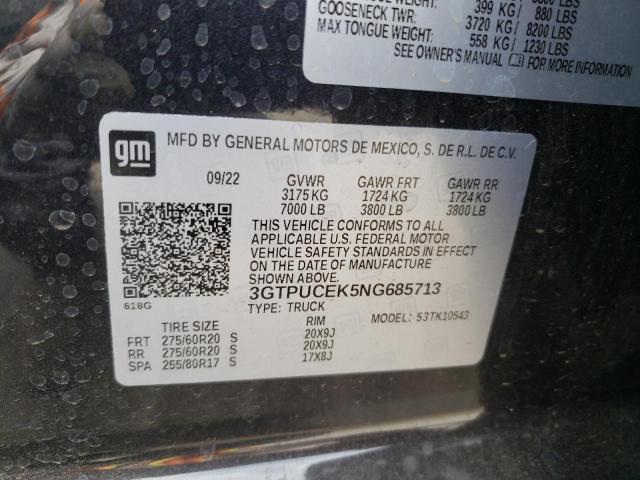 399 KG/ 880 LBS
GOOSENECK TWR: 3720 KG/ 8200 LBS
MAX TONGUE WEIGHT: 558 KG/ 1230 LBS
SEE OWNER'S MANUAL FOR MORE INFORMATION
gm
MFD BY GENERAL MOTORS DE MEXICO, S. DE R.L. DE C.V.
09/22 GVWR GAWR FRT GAWR RR
3175 KG 1724 KG 1724 KG
7000 LB 3800 LB 3800 LB
THIS VEHICLE CONFORMS TO ALL
APPLICABLE U.S. FEDERAL MOTOR
VEHICLE SAFETY STANDARDS IN EFFECT
ON THE DATE OF MANUFACTURE
SHOWN ABOVE.
3GTPUCEK5NG685713
618G
TYPE: TRUCK MODEL: 53TK10543
TIRE SIZE RIM
FRT 275/60R20 S 20X9J
RR 275/60R20 S 20X9J
SPA 255/80R17 S 17X8J